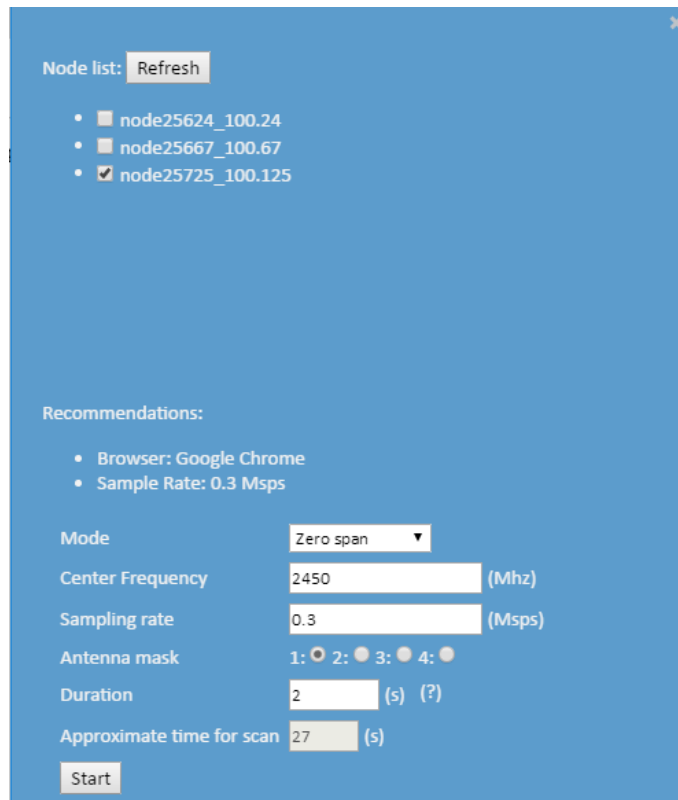 Node list: Refresh
node25624_100.24
node25667_100.67
node25725_100.125
Recommendations:
Browser: Google Chrome
Sample Rate: 0.3 Msps
Mode Zero span
Center Frequency 2450 (Mhz)
Sampling rate 0.3 (Msps)
Antenna mask 1: 2: 3: 4:
Duration 2 (s) (?)
Approximate time for scan 27 (s)
Start